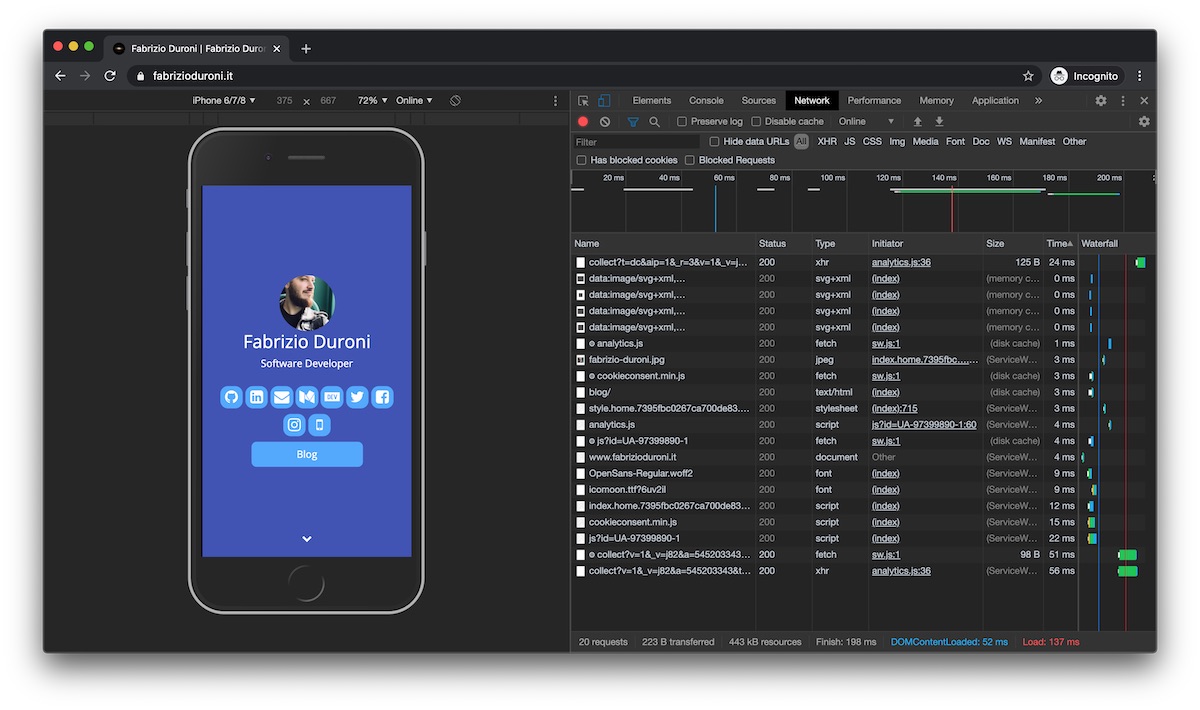 Fabrizio Duroni | Fabrizio Duro
fabrizioduroni.it
Incognito
iPhone 6/7/8 375 x 667 72% Online
Elements Console Sources Network Performance Memory Application »
Preserve log Disable cache Online
Filter Hide data URLs All XHR JS CSS Img Media Font Doc WS Manifest Other
Has blocked cookies Blocked Requests
20 ms 40 ms 60 ms 80 ms 100 ms 120 ms 140 ms 160 ms 180 ms 200 ms
Fabrizio Duroni
Software Developer
DEV
Blog
Name Status Type Initiator Size Time Waterfall
collect?t=dc&aip=1&_r=3&v=1&_v=j... 200 xhr analytics.js:36 125 B 24 ms
data:image/svg+xml,... 200 svg+xml (index) (memory c... 0 ms
data:image/svg+xml,... 200 svg+xml (index) (memory c... 0 ms
data:image/svg+xml,... 200 svg+xml (index) (memory c... 0 ms
data:image/svg+xml,... 200 svg+xml (index) (memory c... 0 ms
analytics.js 200 fetch sw.js:1 (disk cache) 1 ms
fabrizio-duroni.jpg 200 jpeg index.home.7395fbc..... (ServiceW... 3 ms
cookieconsent.min.js 200 fetch sw.js:1 (disk cache) 3 ms
blog/ 200 text/html (index) (disk cache) 3 ms
style.home.7395fbc0267ca700de83.... 200 stylesheet (index):715 (ServiceW... 3 ms
analytics.js 200 script js?id=UA-97399890-1:60 (ServiceW... 4 ms
js?id=UA-97399890-1 200 fetch sw.js:1 (disk cache) 4 ms
www.fabrizioduroni.it 200 document Other (ServiceW... 4 ms
OpenSans-Regular.woff2 200 font (index) (ServiceW... 9 ms
icomoon.ttf?6uv2il 200 font (index) (ServiceW... 9 ms
index.home.7395fbc0267ca700de83... 200 script (index) (ServiceW... 12 ms
cookieconsent.min.js 200 script (index) (ServiceW... 15 ms
js?id=UA-97399890-1 200 script (index) (ServiceW... 22 ms
collect?v=1&_v=j82&a=545203343... 200 fetch sw.js:1 98 B 51 ms
collect?v=1&_v=j82&a=545203343&t... 200 xhr analytics.js:36 (ServiceW... 56 ms
20 requests 223 B transferred 443 kB resources Finish: 198 ms DOMContentLoaded: 52 ms Load: 137 ms